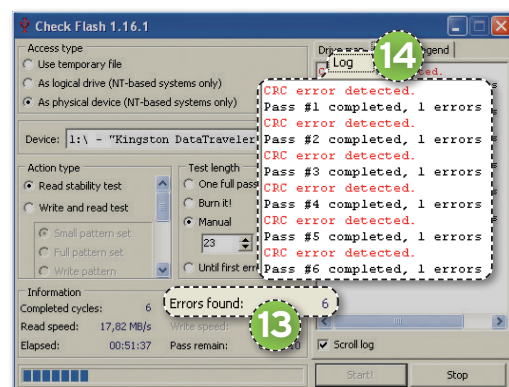 Check Flash 1.16.1
Access type
Use temporary file
As logical drive (NT-based systems only)
As physical device (NT-based systems only)
Device: 1:\ - "Kingston DataTraveler
Action type
Read stability test
Write and read test
Small pattern set
Full pattern set
Write pattern
Test length
One full pass
Burn it!
Manual
23
Until first
Information
Completed cycles: 6
Read speed: 17,82 MB/s
Write speed:
Elapsed: 00:51:37
Pass remain:
Errors found: 6
13
Log
14
CRC error detected.
Pass #1 completed, 1 errors
CRC error detected.
Pass #2 completed, 1 errors
CRC error detected.
Pass #3 completed, 1 errors
CRC error detected.
Pass #4 completed, 1 errors
CRC error detected.
Pass #5 completed, 1 errors
CRC error detected.
Pass #6 completed, 1 errors
Scroll log
Start!
Stop